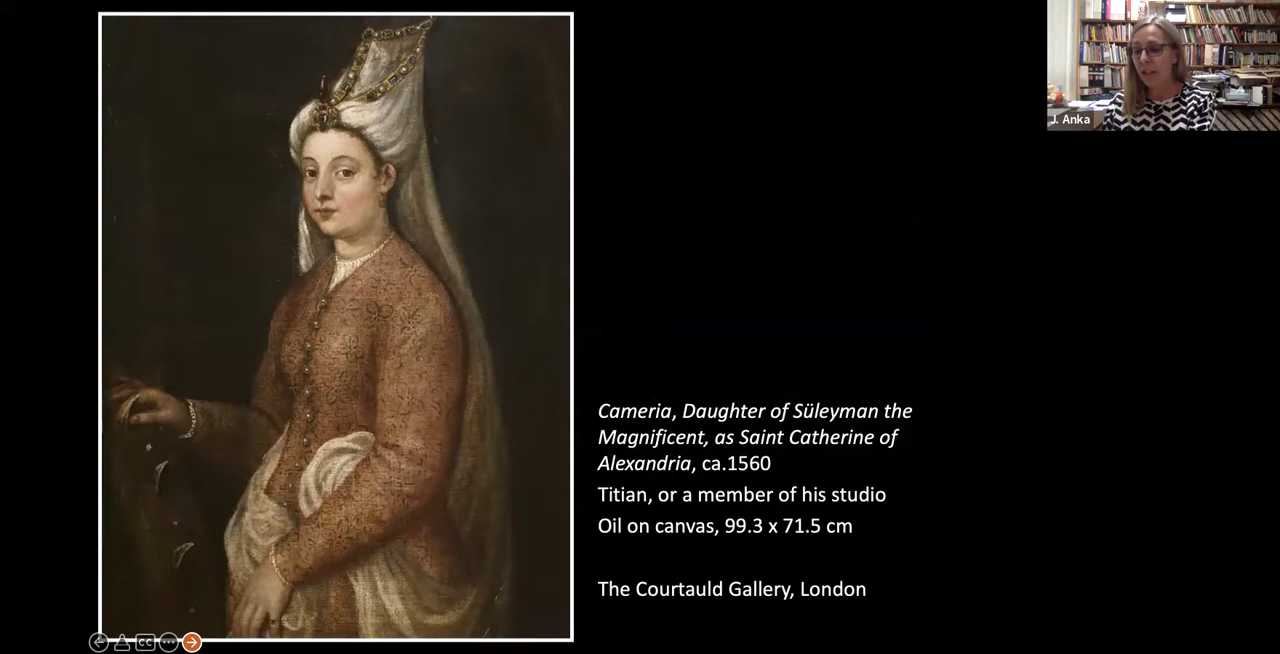 J. Anka
Cameria, Daughter of Süleyman the
Magnificent, as Saint Catherine of
Alexandria, ca.1560
Titian, or a member of his studio
Oil on canvas, 99.3 x 71.5 cm
The Courtauld Gallery, London
CC